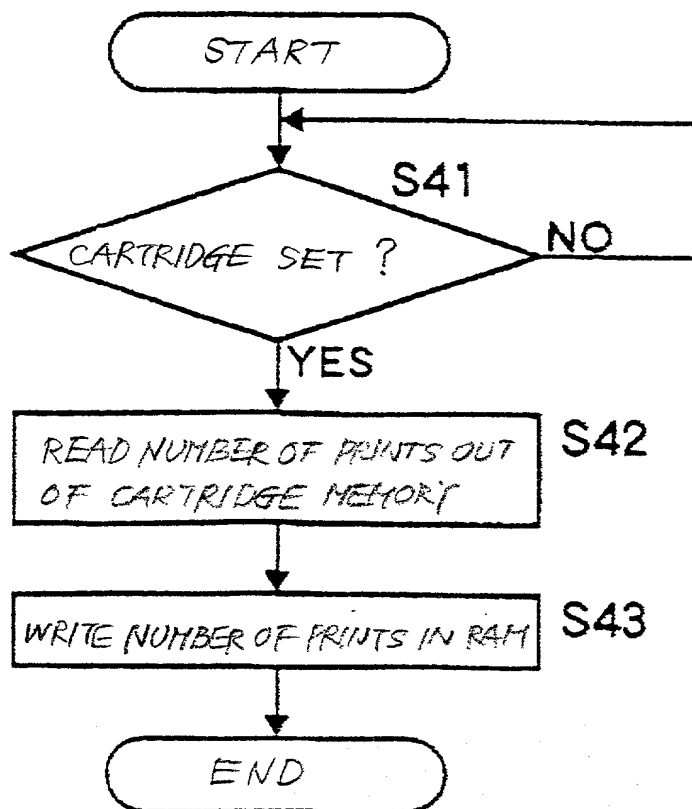 START
S41
CARTRIDGE SET ?
NO
YES
READ NUMBER OF PRINTS OUT
OF CARTRIDGE MEMORY
S42
WRITE NUMBER OF PRINTS IN RAM
S43
END